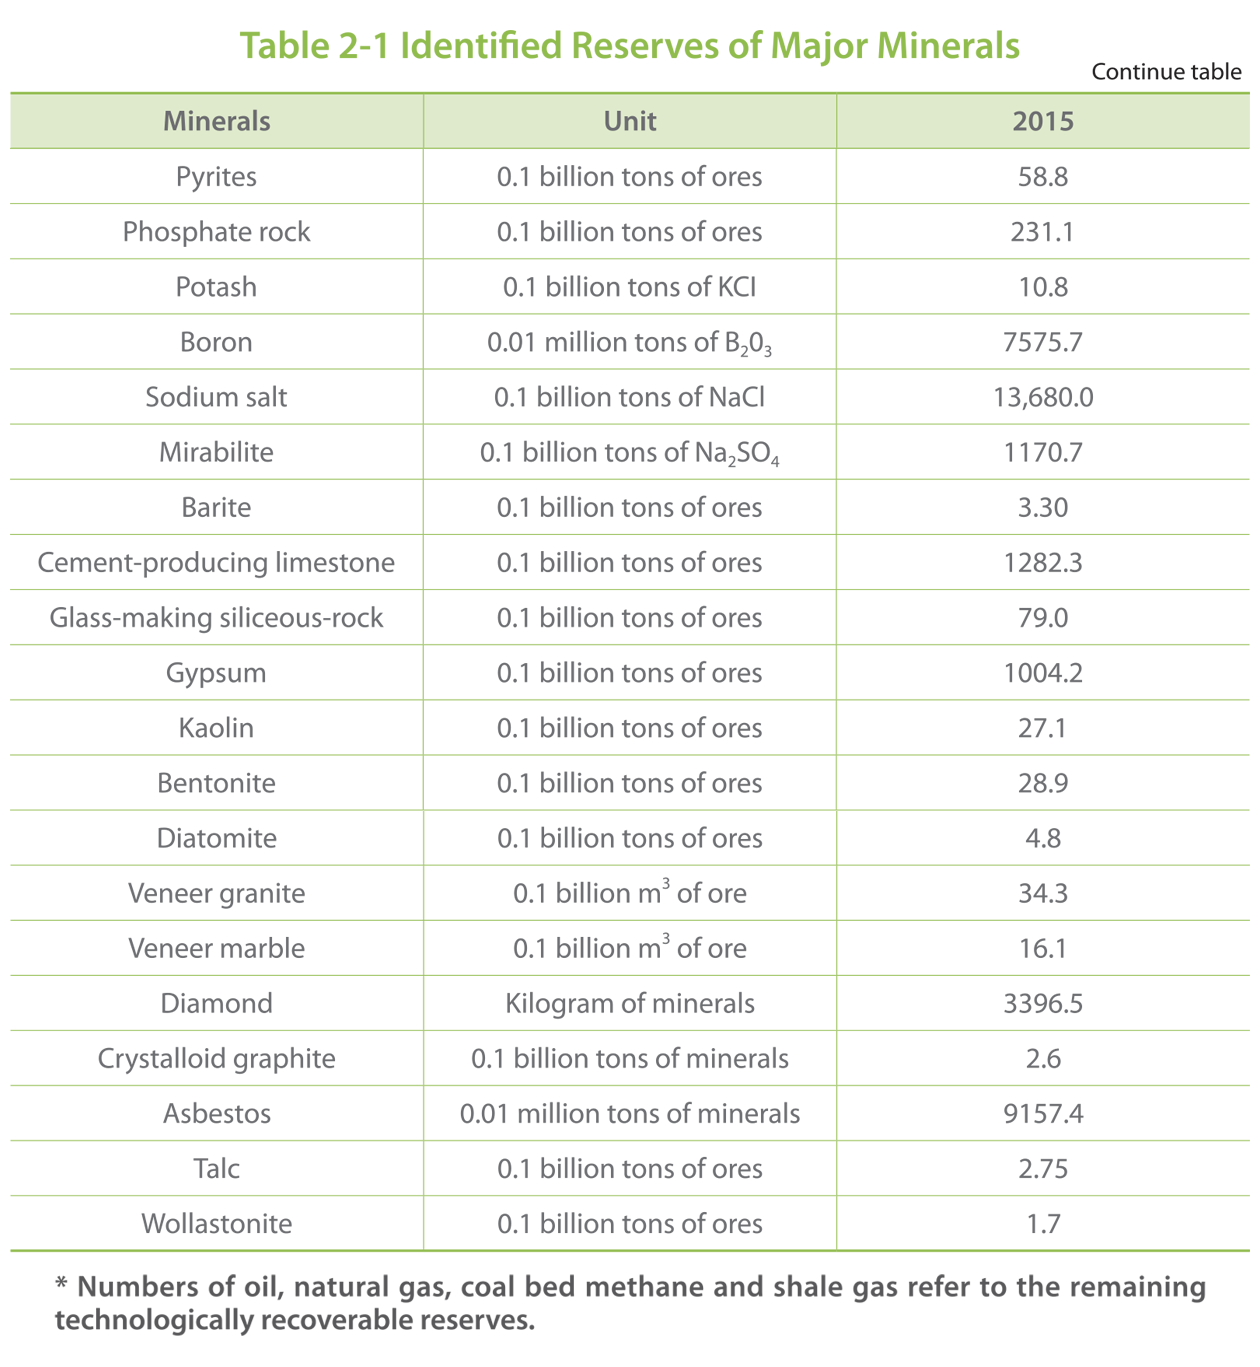 Table 2-1 Identified Reserves of Major Minerals
Continue table
Minerals Unit 2015
Pyrites 0.1 billion tons of ores 58.8
Phosphate rock 0.1 billion tons of ores 231.1
Potash 0.1 billion tons of KCl 10.8
Boron 0.01 million tons of B₂0₃ 7575.7
Sodium salt 0.1 billion tons of NaCl 13,680.0
Mirabilite 0.1 billion tons of Na₂SO₄ 1170.7
Barite 0.1 billion tons of ores 3.30
Cement-producing limestone 0.1 billion tons of ores 1282.3
Glass-making siliceous-rock 0.1 billion tons of ores 79.0
Gypsum 0.1 billion tons of ores 1004.2
Kaolin 0.1 billion tons of ores 27.1
Bentonite 0.1 billion tons of ores 28.9
Diatomite 0.1 billion tons of ores 4.8
Veneer granite 0.1 billion m³ of ore 34.3
Veneer marble 0.1 billion m³ of ore 16.1
Diamond Kilogram of minerals 3396.5
Crystalloid graphite 0.1 billion tons of minerals 2.6
Asbestos 0.01 million tons of minerals 9157.4
Talc 0.1 billion tons of ores 2.75
Wollastonite 0.1 billion tons of ores 1.7
* Numbers of oil, natural gas, coal bed methane and shale gas refer to the remaining
technologically recoverable reserves.